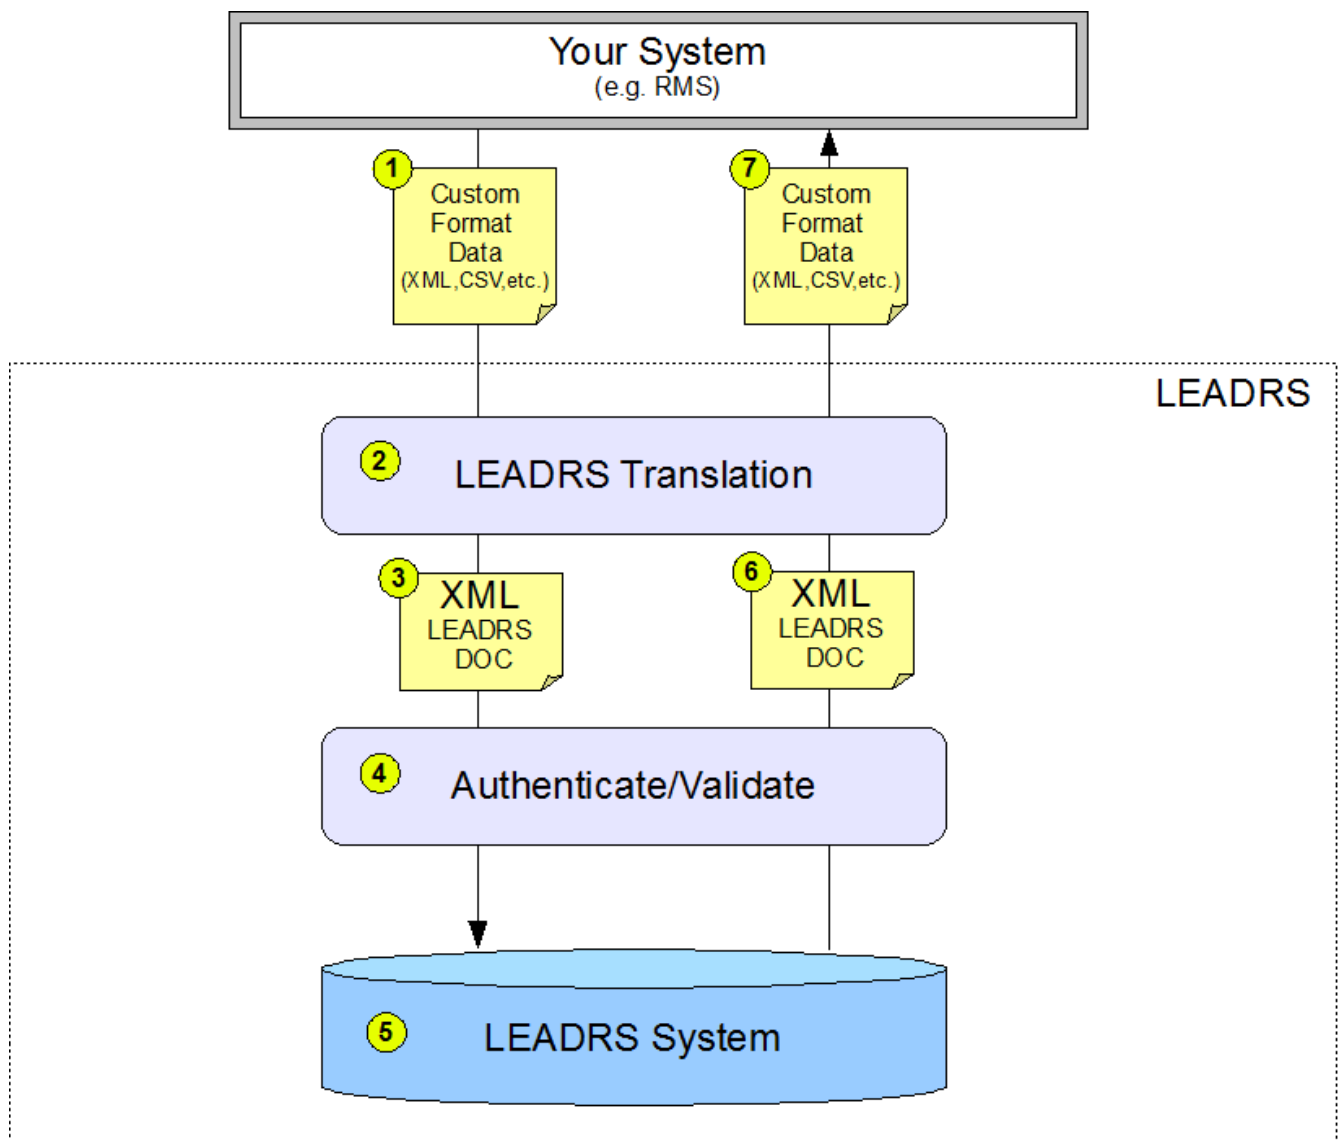 Your System
(e.g. RMS)
1
Custom
Format
Data
(XML,CSV,etc.)
7
Custom
Format
Data
(XML,CSV,etc.)
LEADRS
2
LEADRS Translation
3
XML
LEADRS
DOC
6
XML
LEADRS
DOC
4
Authenticate/Validate
5
LEADRS System